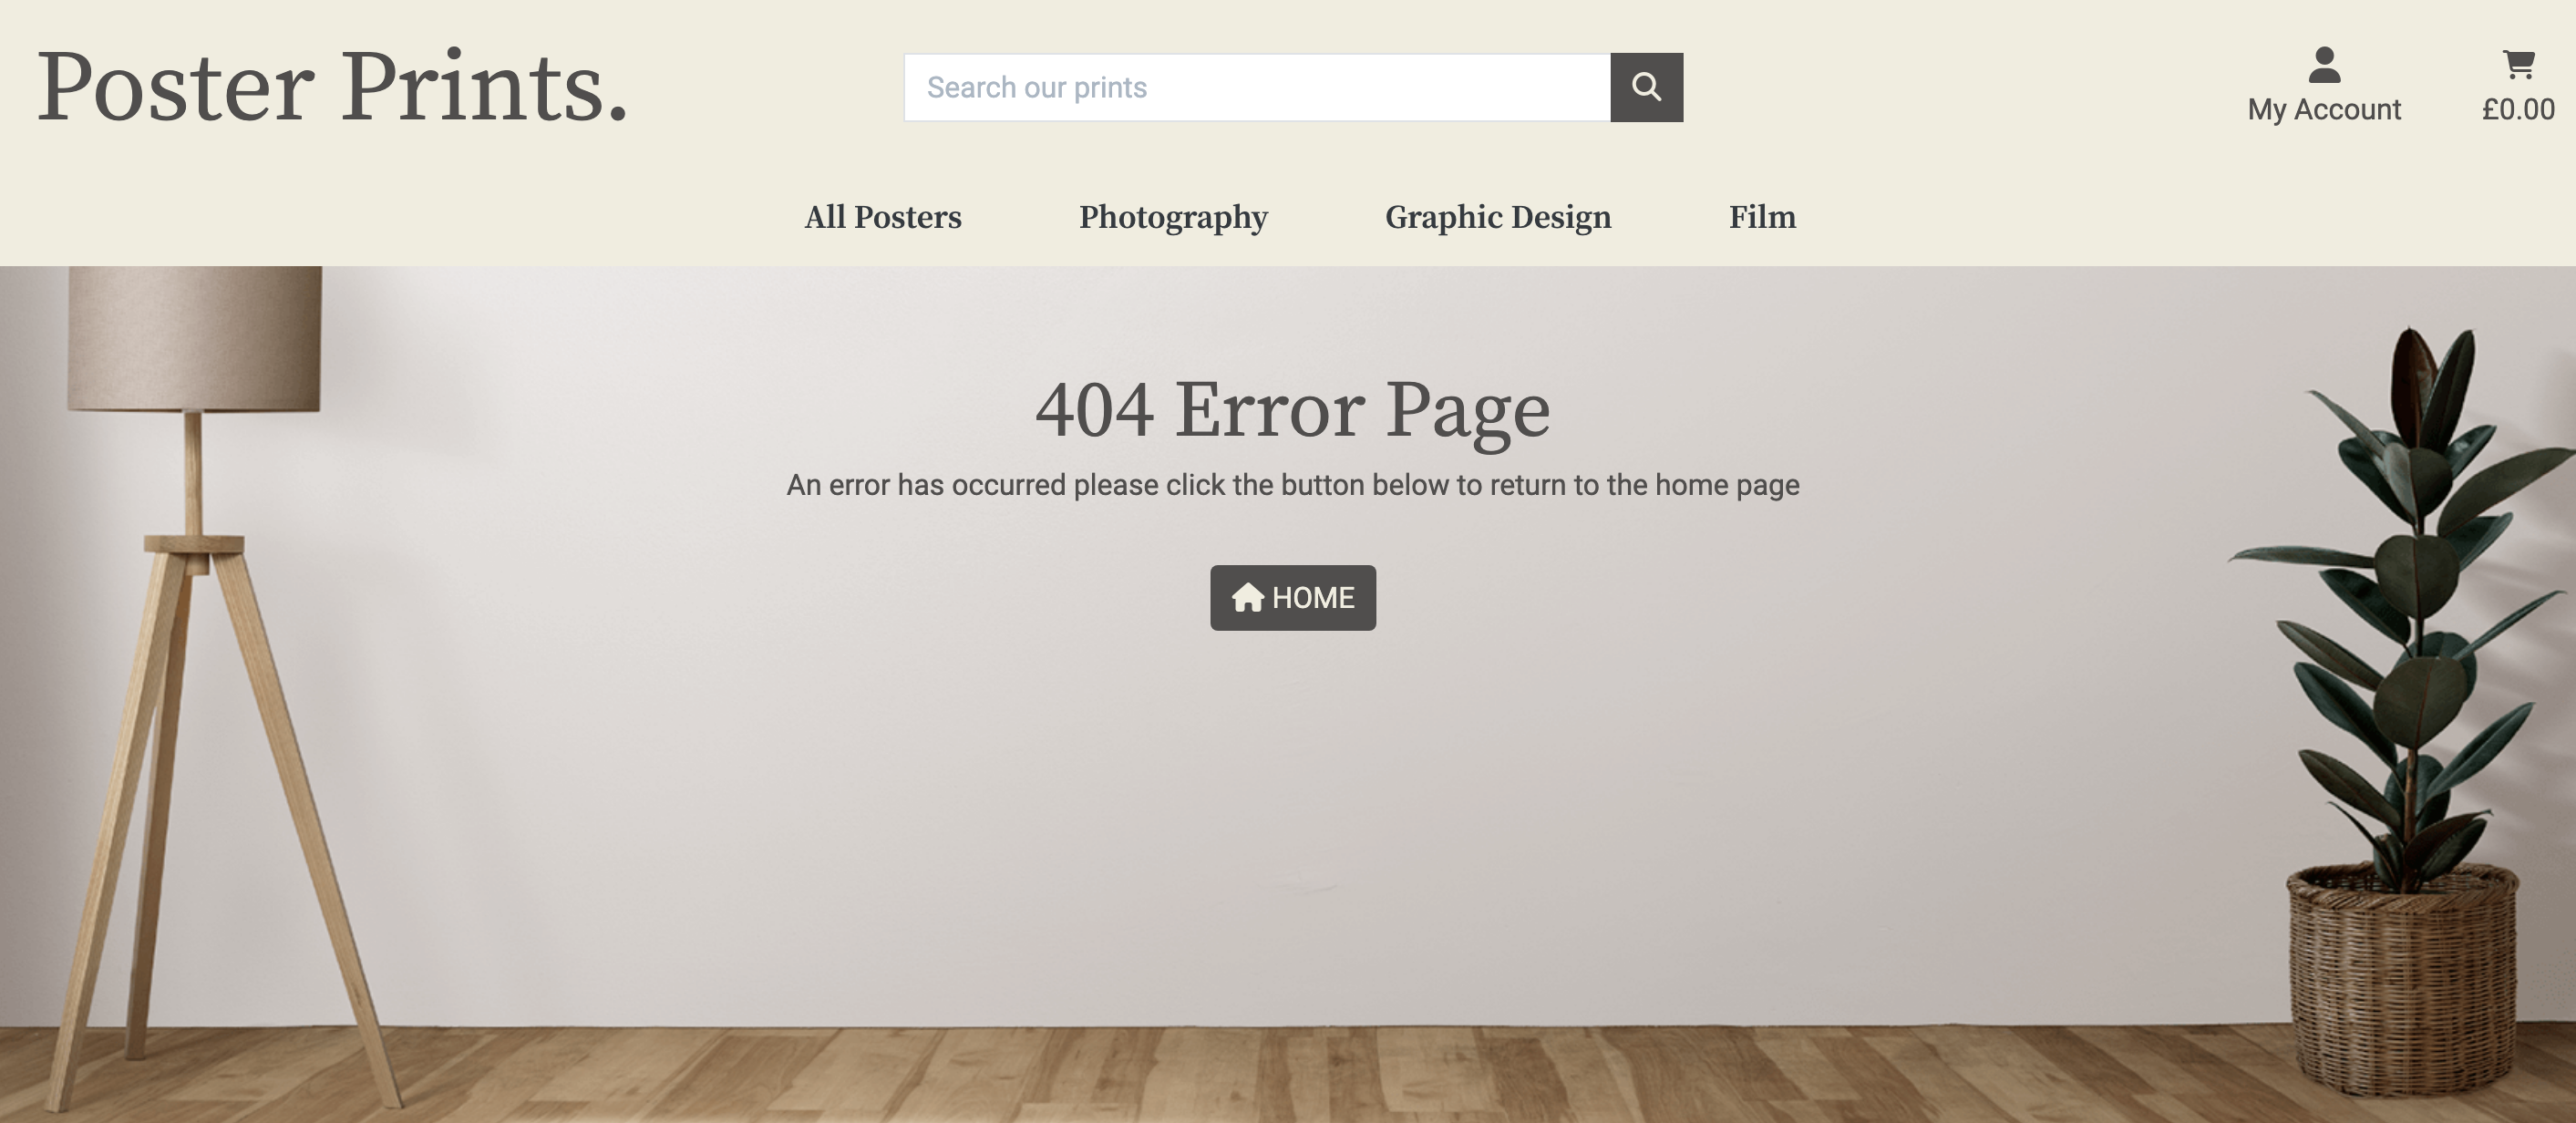 Poster Prints.
Search our prints
My Account
£0.00
All Posters
Photography
Graphic Design
Film
404 Error Page
An error has occurred please click the button below to return to the home page
HOME